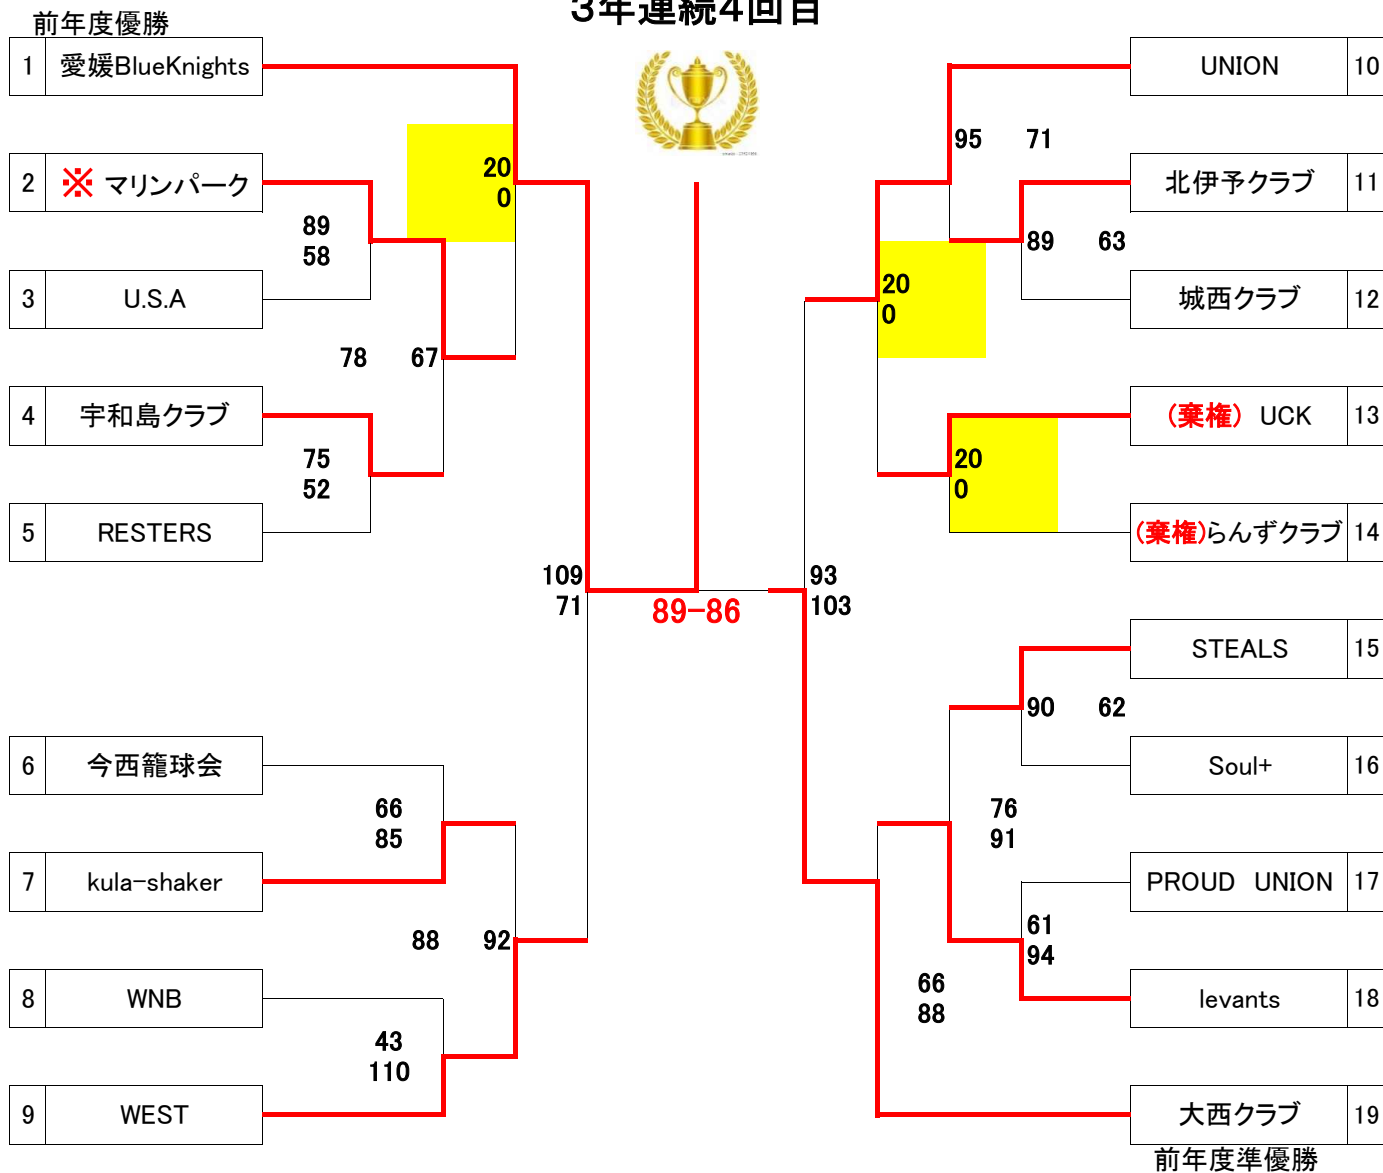 3年連続4回目
前年度優勝
1 愛媛BlueKnights
2 ※ マリンパーク
3 U.S.A
4 宇和島クラブ
5 RESTERS
6 今西籠球会
7 kula-shaker
8 WNB
9 WEST
20
0
89
58
78 67
75
52
109
71
66
85
88 92
43
110
89-86
93
103
UNION 10
95 71
北伊予クラブ 11
89 63
城西クラブ 12
20
0
(棄権) UCK 13
20
0
(棄権)らんずクラブ 14
STEALS 15
90 62
Soul+ 16
76
91
PROUD UNION 17
61
94
levants 18
66
88
大西クラブ 19
前年度準優勝